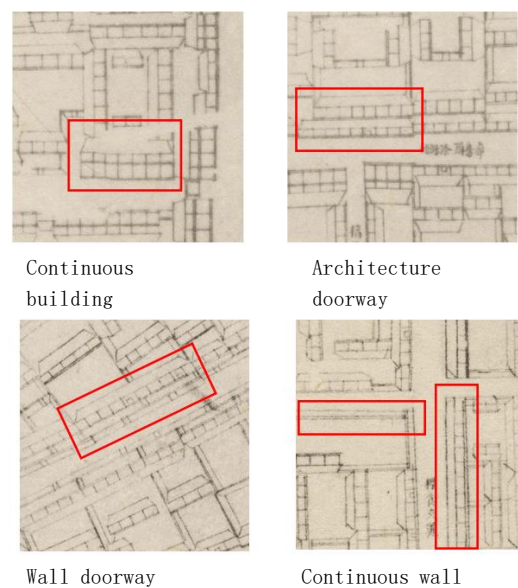 Continuous
building
Architecture
doorway
Wall doorway
Continuous wall